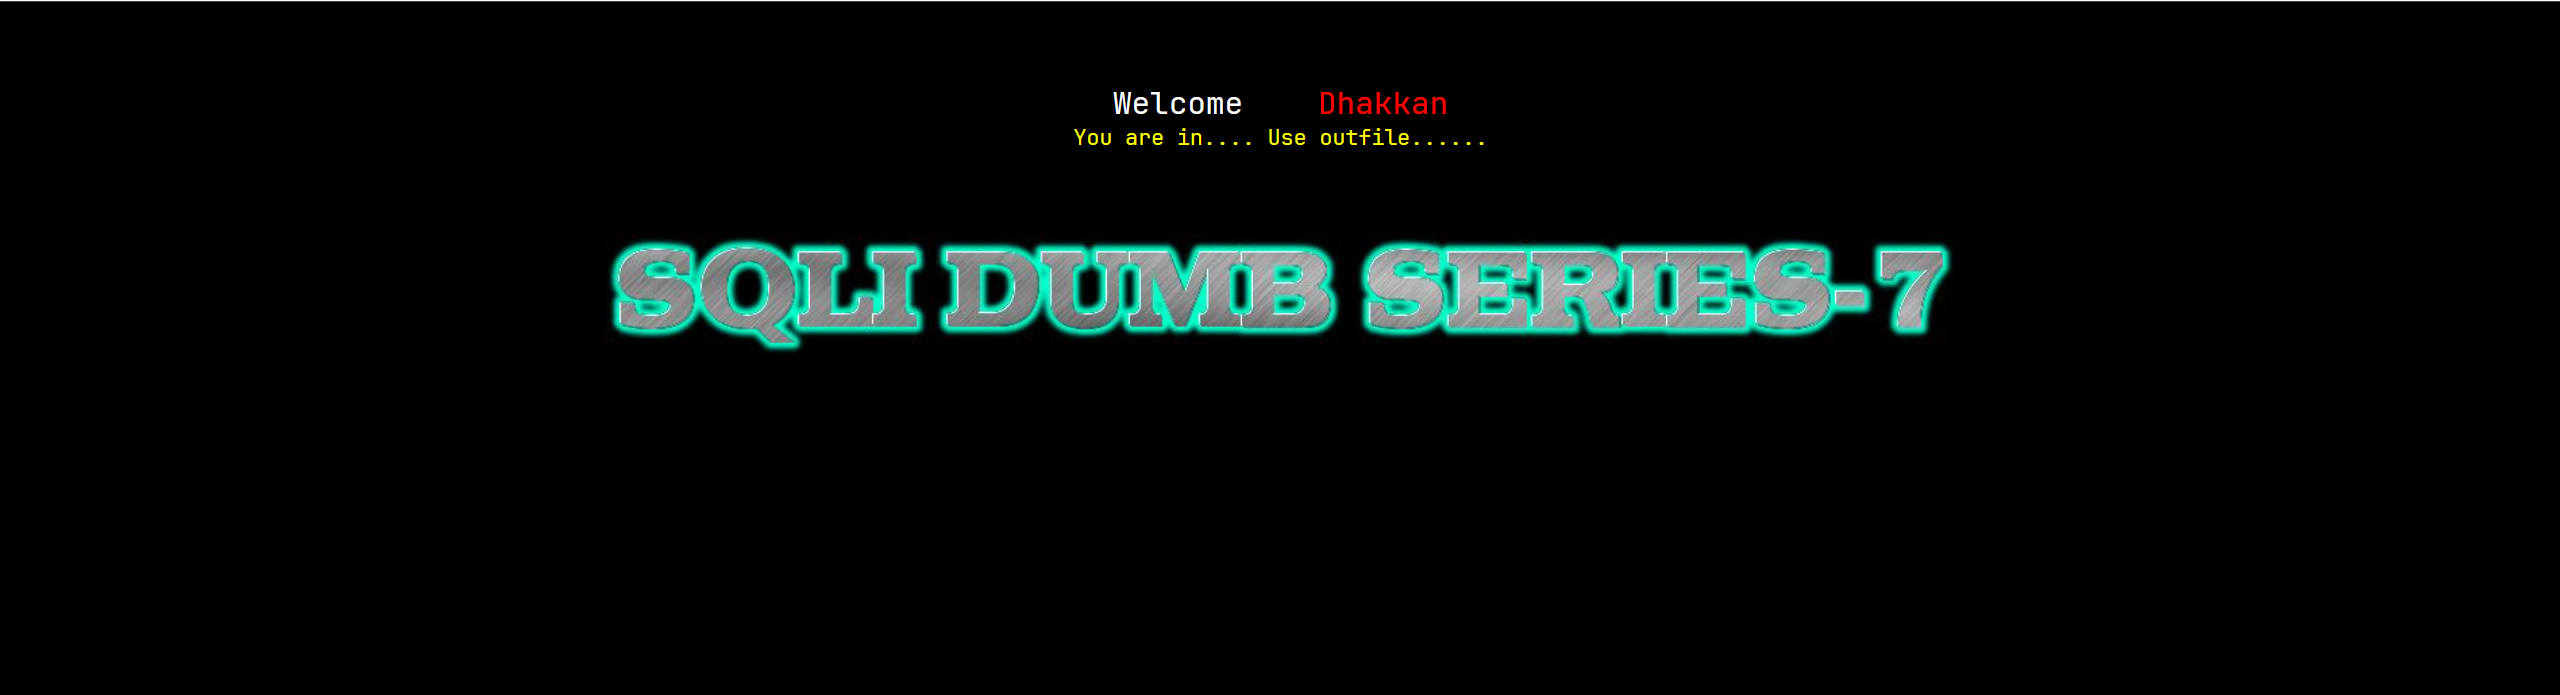 Welcome    Dhakkan
You are in.... Use outfile......
SQLI DUMB SERIES-7